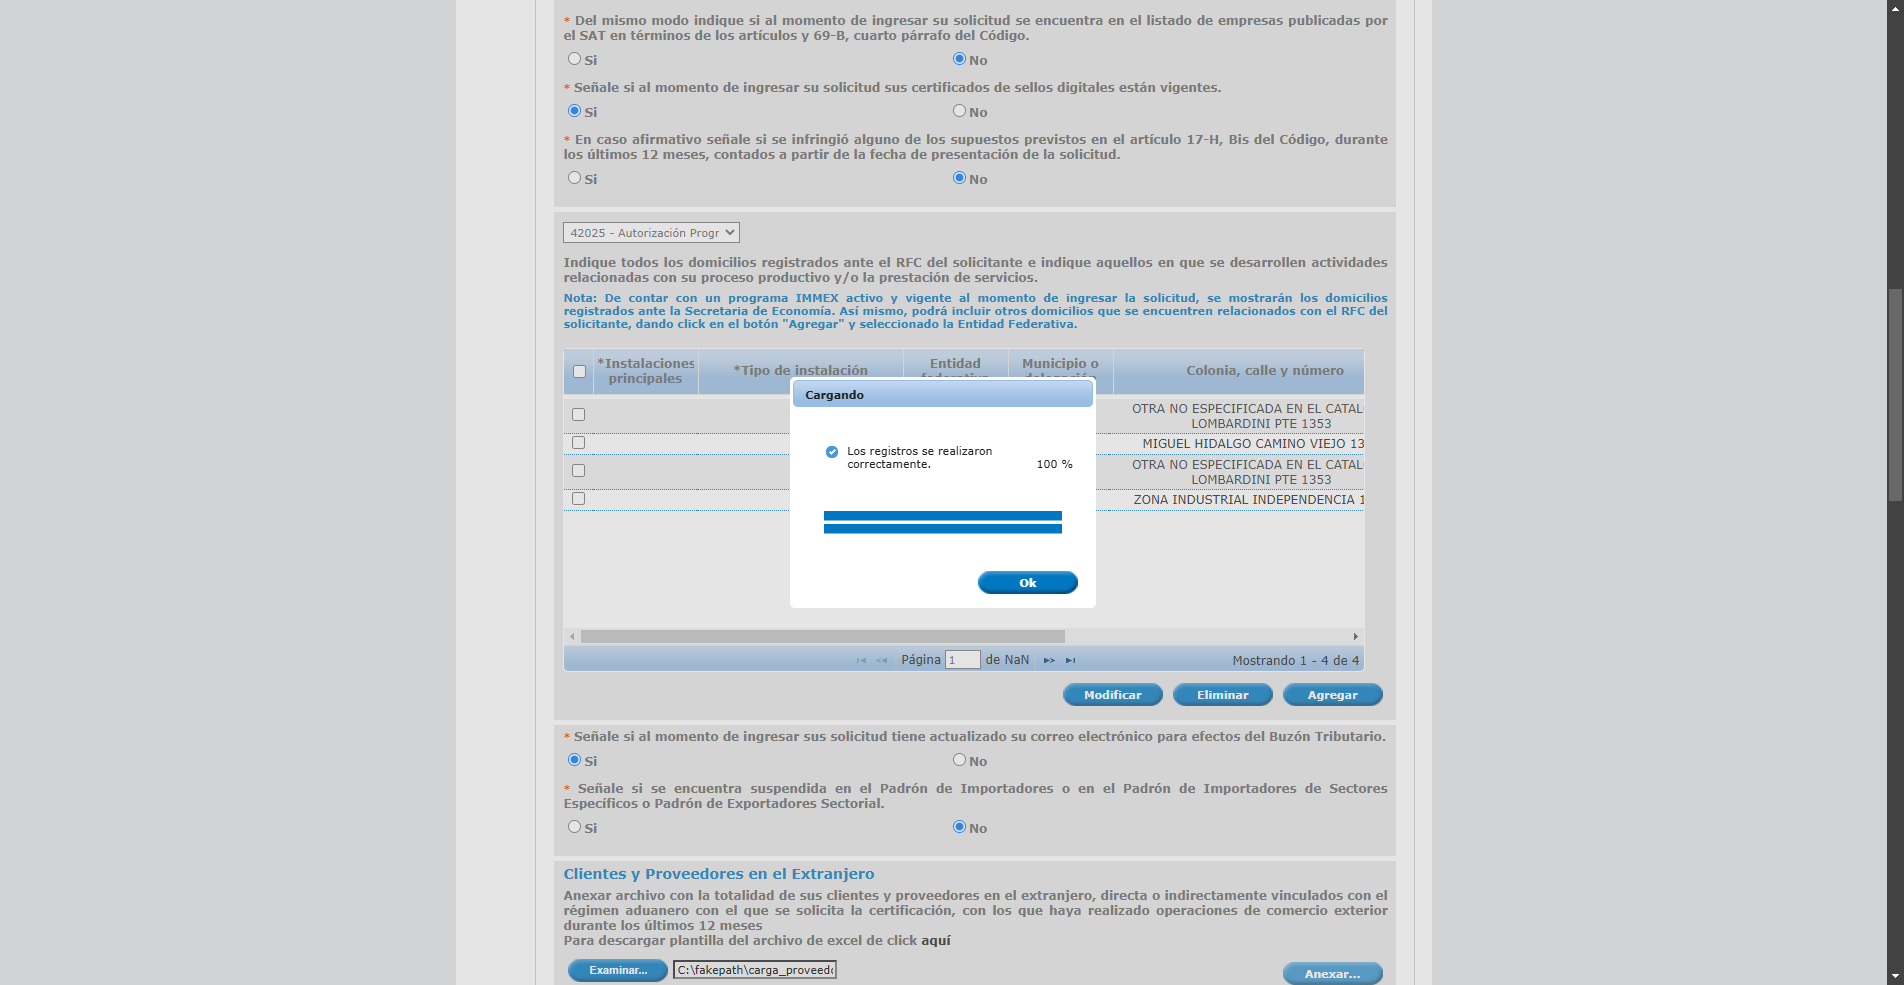 * Del mismo modo indique si al momento de ingresar su solicitud se encuentra en el listado de empresas publicadas por
el SAT en términos de los artículos y 69-B, cuarto párrafo del Código.
Si No
* Señale si al momento de ingresar su solicitud sus certificados de sellos digitales están vigentes.
Si No
* En caso afirmativo señale si se infringió alguno de los supuestos previstos en el artículo 17-H, Bis del Código, durante
los últimos 12 meses, contados a partir de la fecha de presentación de la solicitud.
Si No
42025 - Autorización Progr
Indique todos los domicilios registrados ante el RFC del solicitante e indique aquellos en que se desarrollen actividades
relacionadas con su proceso productivo y/o la prestación de servicios.
Nota: De contar con un programa IMMEX activo y vigente al momento de ingresar la solicitud, se mostrarán los domicilios
registrados ante la Secretaria de Economía. Así mismo, podrá incluir otros domicilios que se encuentren relacionados con el RFC del
solicitante, dando click en el botón "Agregar" y seleccionado la Entidad Federativa.
*Instalaciones
principales
*Tipo de instalación
Entidad
federativa
Municipio o
delegación
Colonia, calle y número
OTRA NO ESPECIFICADA EN EL CATAL
LOMBARDINI PTE 1353
MIGUEL HIDALGO CAMINO VIEJO 13
OTRA NO ESPECIFICADA EN EL CATAL
LOMBARDINI PTE 1353
ZONA INDUSTRIAL INDEPENDENCIA 1
Cargando
Los registros se realizaron
correctamente. 100 %
Ok
Página 1 de NaN Mostrando 1 - 4 de 4
Modificar Eliminar Agregar
* Señale si al momento de ingresar sus solicitud tiene actualizado su correo electrónico para efectos del Buzón Tributario.
Si No
* Señale si se encuentra suspendida en el Padrón de Importadores o en el Padrón de Importadores de Sectores
Específicos o Padrón de Exportadores Sectorial.
Si No
Clientes y Proveedores en el Extranjero
Anexar archivo con la totalidad de sus clientes y proveedores en el extranjero, directa o indirectamente vinculados con el
régimen aduanero con el que se solicita la certificación, con los que haya realizado operaciones de comercio exterior
durante los últimos 12 meses
Para descargar plantilla del archivo de excel de click aquí
Examinar... C:\fakepath\carga_proveedo Anexar...